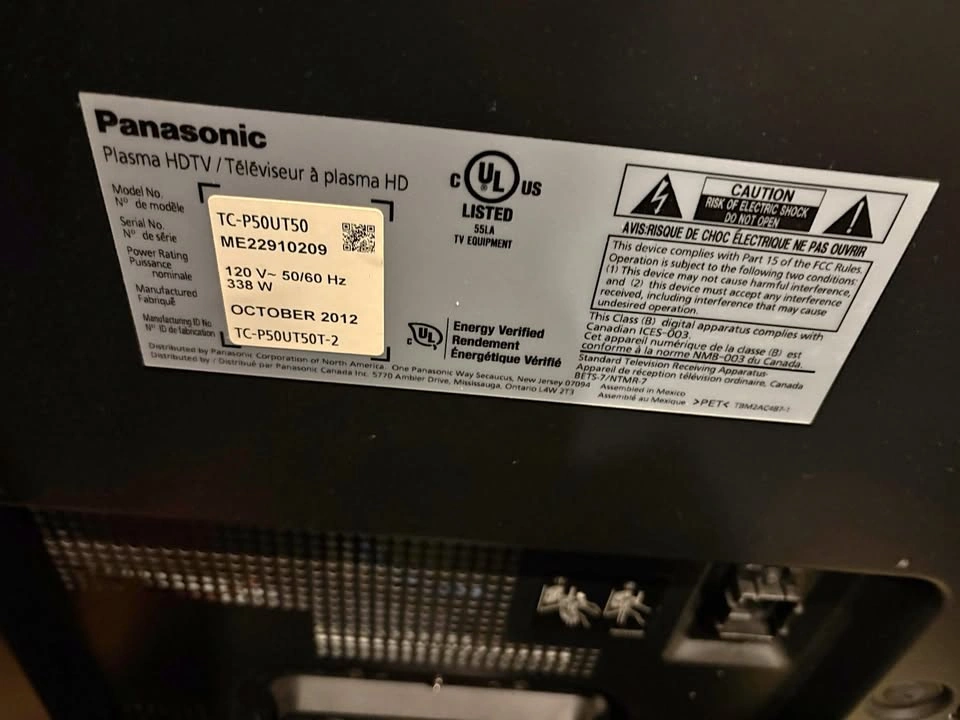 Panasonic
Plasma HDTV / Téléviseur à plasma HD
Model No.
Nº de modèle
TC-P50UT50
Serial No.
Nº de série
ME22910209
Power Rating
Puissance
nominale
120 V~ 50/60 Hz
338 W
Manufactured
Fabriqué
OCTOBER 2012
Manufacturing ID No.
Nº ID de fabrication
TC-P50UT50T-2
C UL US
LISTED
55LA
TV EQUIPMENT
c UL
Energy Verified
Rendement
Énergétique Vérifié
CAUTION
RISK OF ELECTRIC SHOCK
DO NOT OPEN
AVIS:RISQUE DE CHOC ÉLECTRIQUE NE PAS OUVRIR
This device complies with Part 15 of the FCC Rules.
Operation is subject to the following two conditions:
(1) This device may not cause harmful interference,
and (2) this device must accept any interference
received, including interference that may cause
undesired operation.
This Class (B) digital apparatus complies with
Canadian ICES-003.
Cet appareil numérique de la classe (B) est
conforme à la norme NMB-003 du Canada.
Standard Television Receiving Apparatus-
Appareil de réception télévision ordinaire, Canada
BETS-7/NTMR-7
Distributed by Panasonic Corporation of North America. One Panasonic Way Secaucus, New Jersey 07094
Distributed by / Distribué par Panasonic Canada Inc. 5770 Ambler Drive, Mississauga, Ontario L4W 2T3
Assembled in Mexico
Assemblé au Mexique >PET< TBM2AC487-1